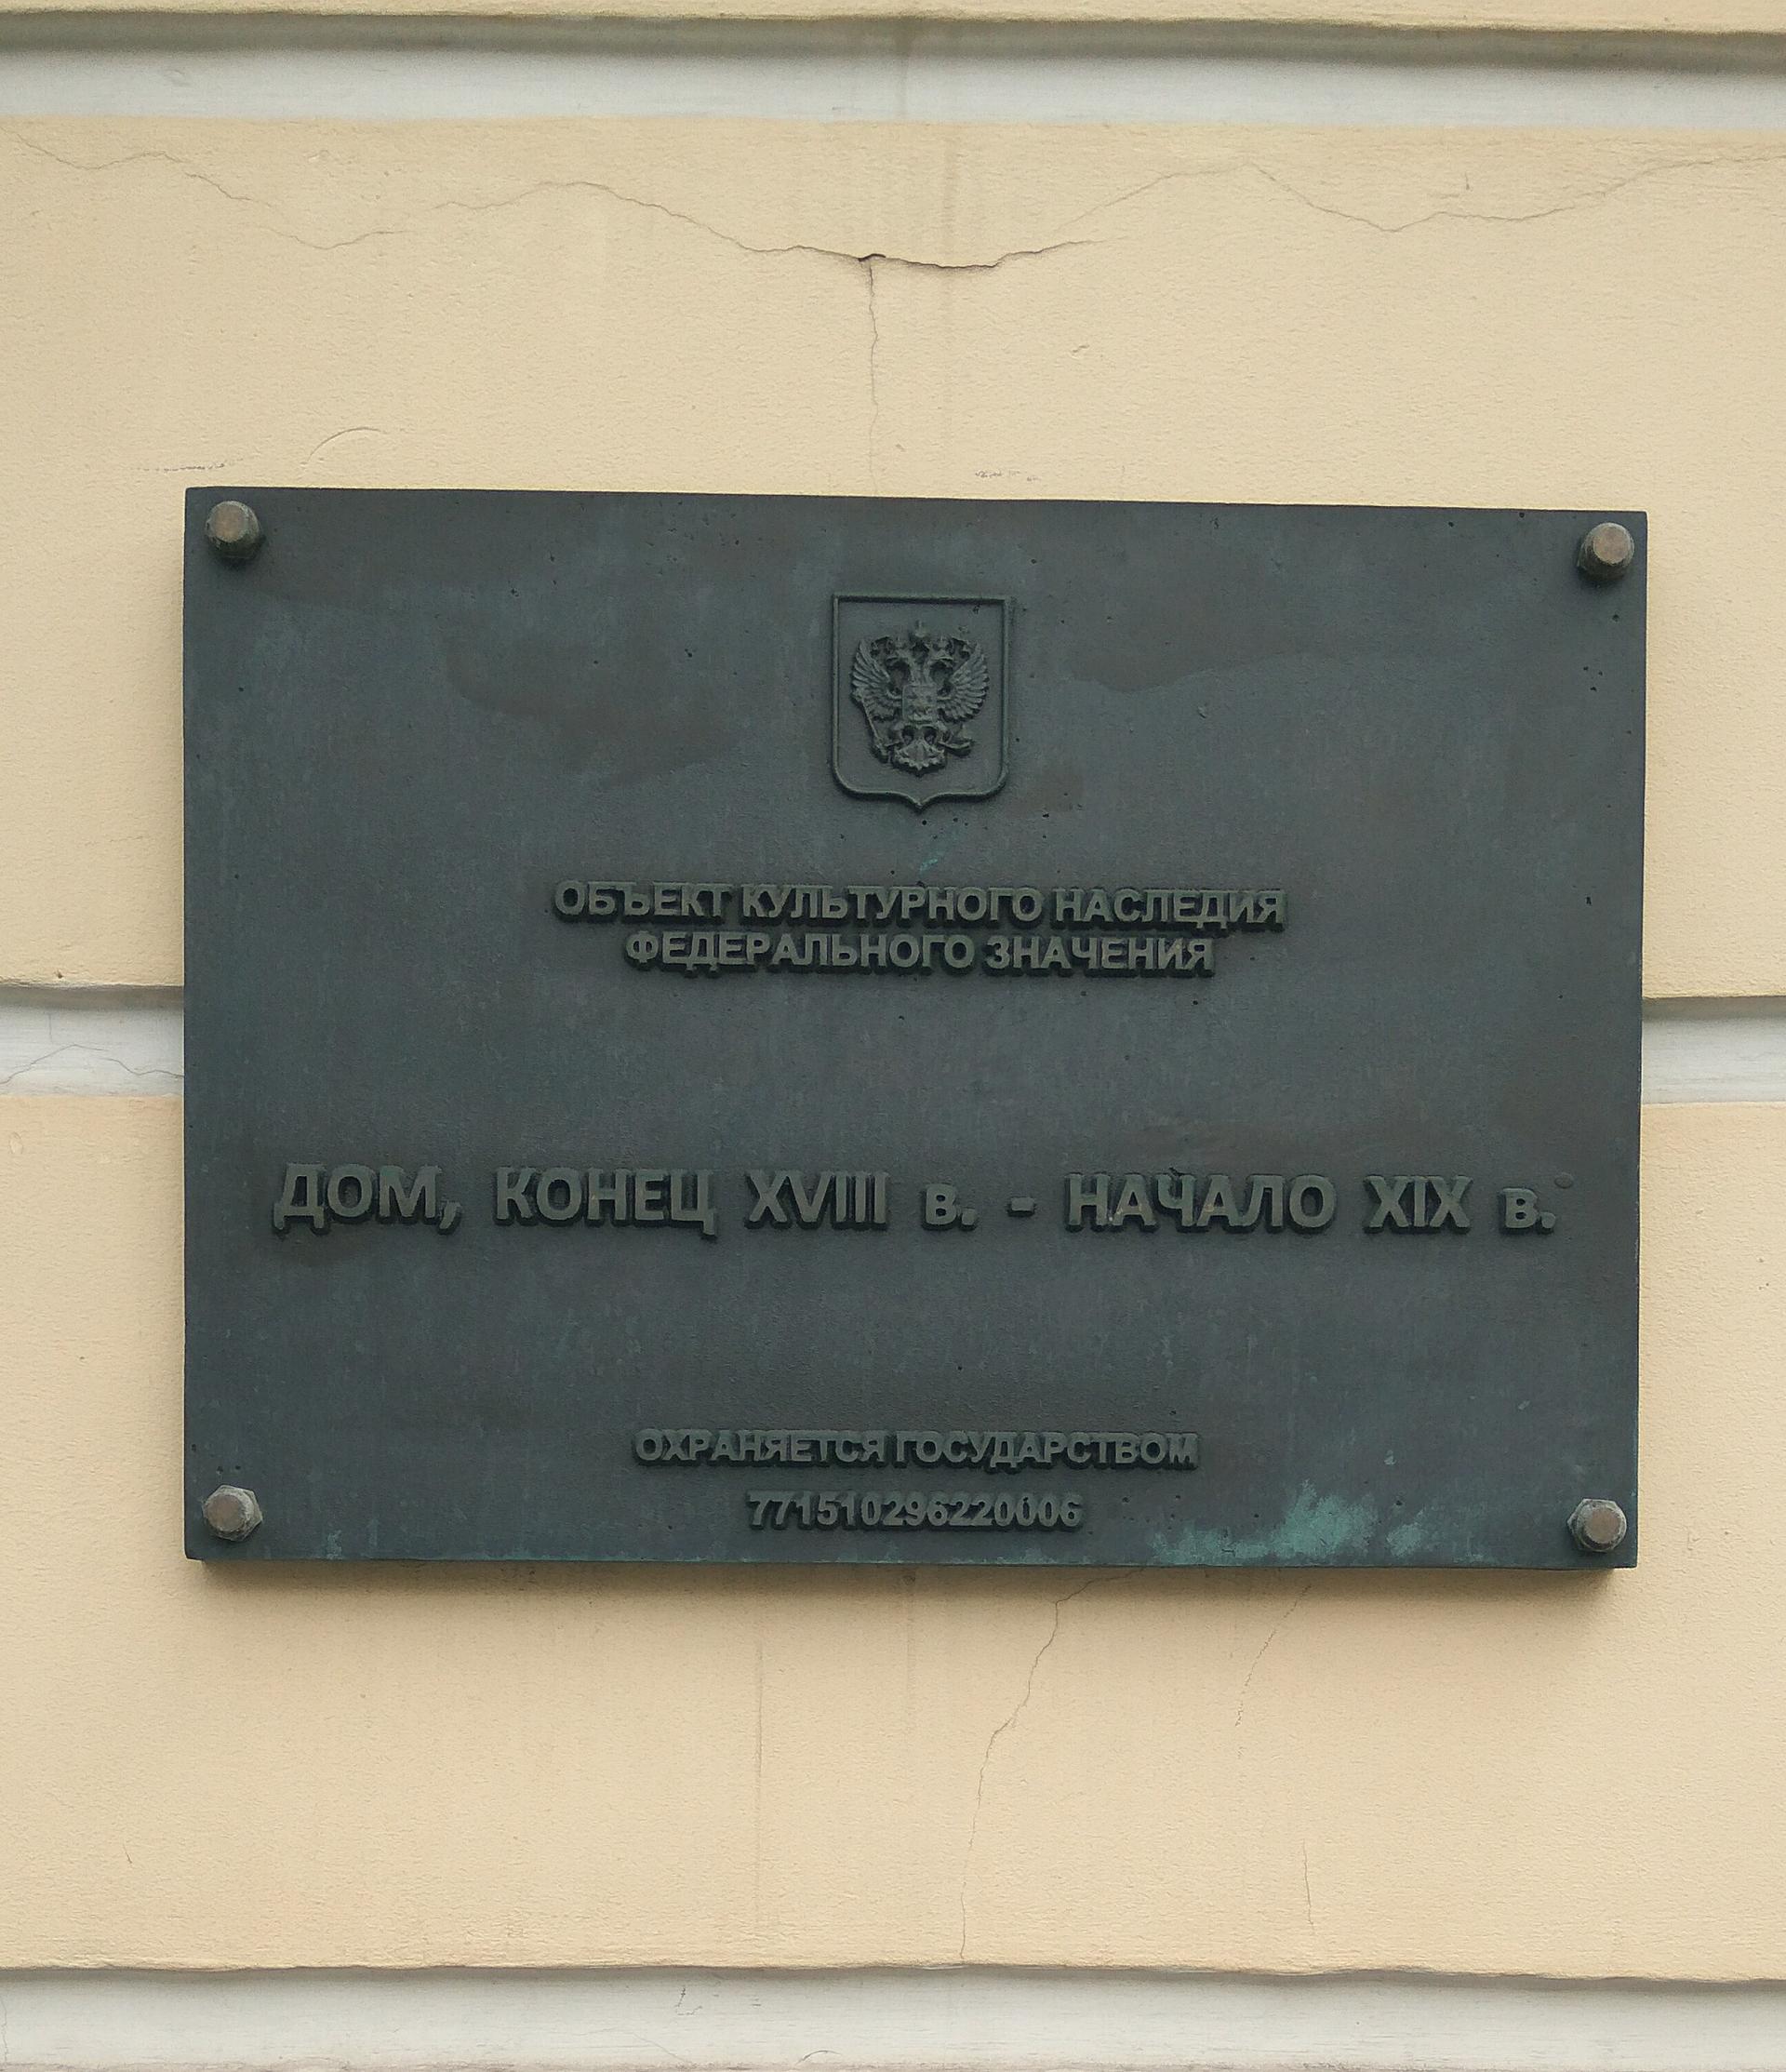 ОБЪЕКТ КУЛЬТУРНОГО НАСЛЕДИЯ
ФЕДЕРАЛЬНОГО ЗНАЧЕНИЯ
ДОМ, КОНЕЦ XVIII в. - НАЧАЛО XIX в.
ОХРАНЯЕТСЯ ГОСУДАРСТВОМ
771510296220006